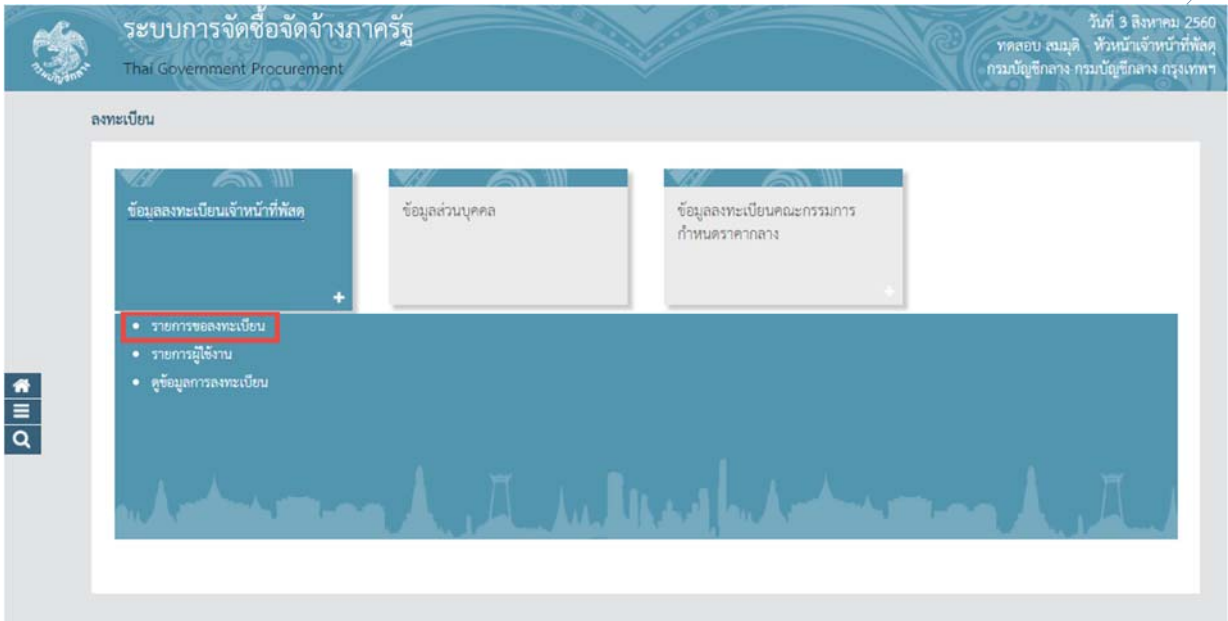 ระบบการจัดซื้อจัดจ้างภาครัฐ
Thai Government Procurement
วันที่ 3 สิงหาคม 2560
ทดสอบ สมมุติ หัวหน้าเจ้าหน้าที่พัสดุ
กรมบัญชีกลาง กรมบัญชีกลาง กรุงเทพฯ
ลงทะเบียน
ข้อมูลลงทะเบียนเจ้าหน้าที่พัสดุ
ข้อมูลส่วนบุคคล
ข้อมูลลงทะเบียนคณะกรรมการ
กำหนดราคากลาง
รายการขอลงทะเบียน
รายการผู้ใช้งาน
ดูข้อมูลการลงทะเบียน